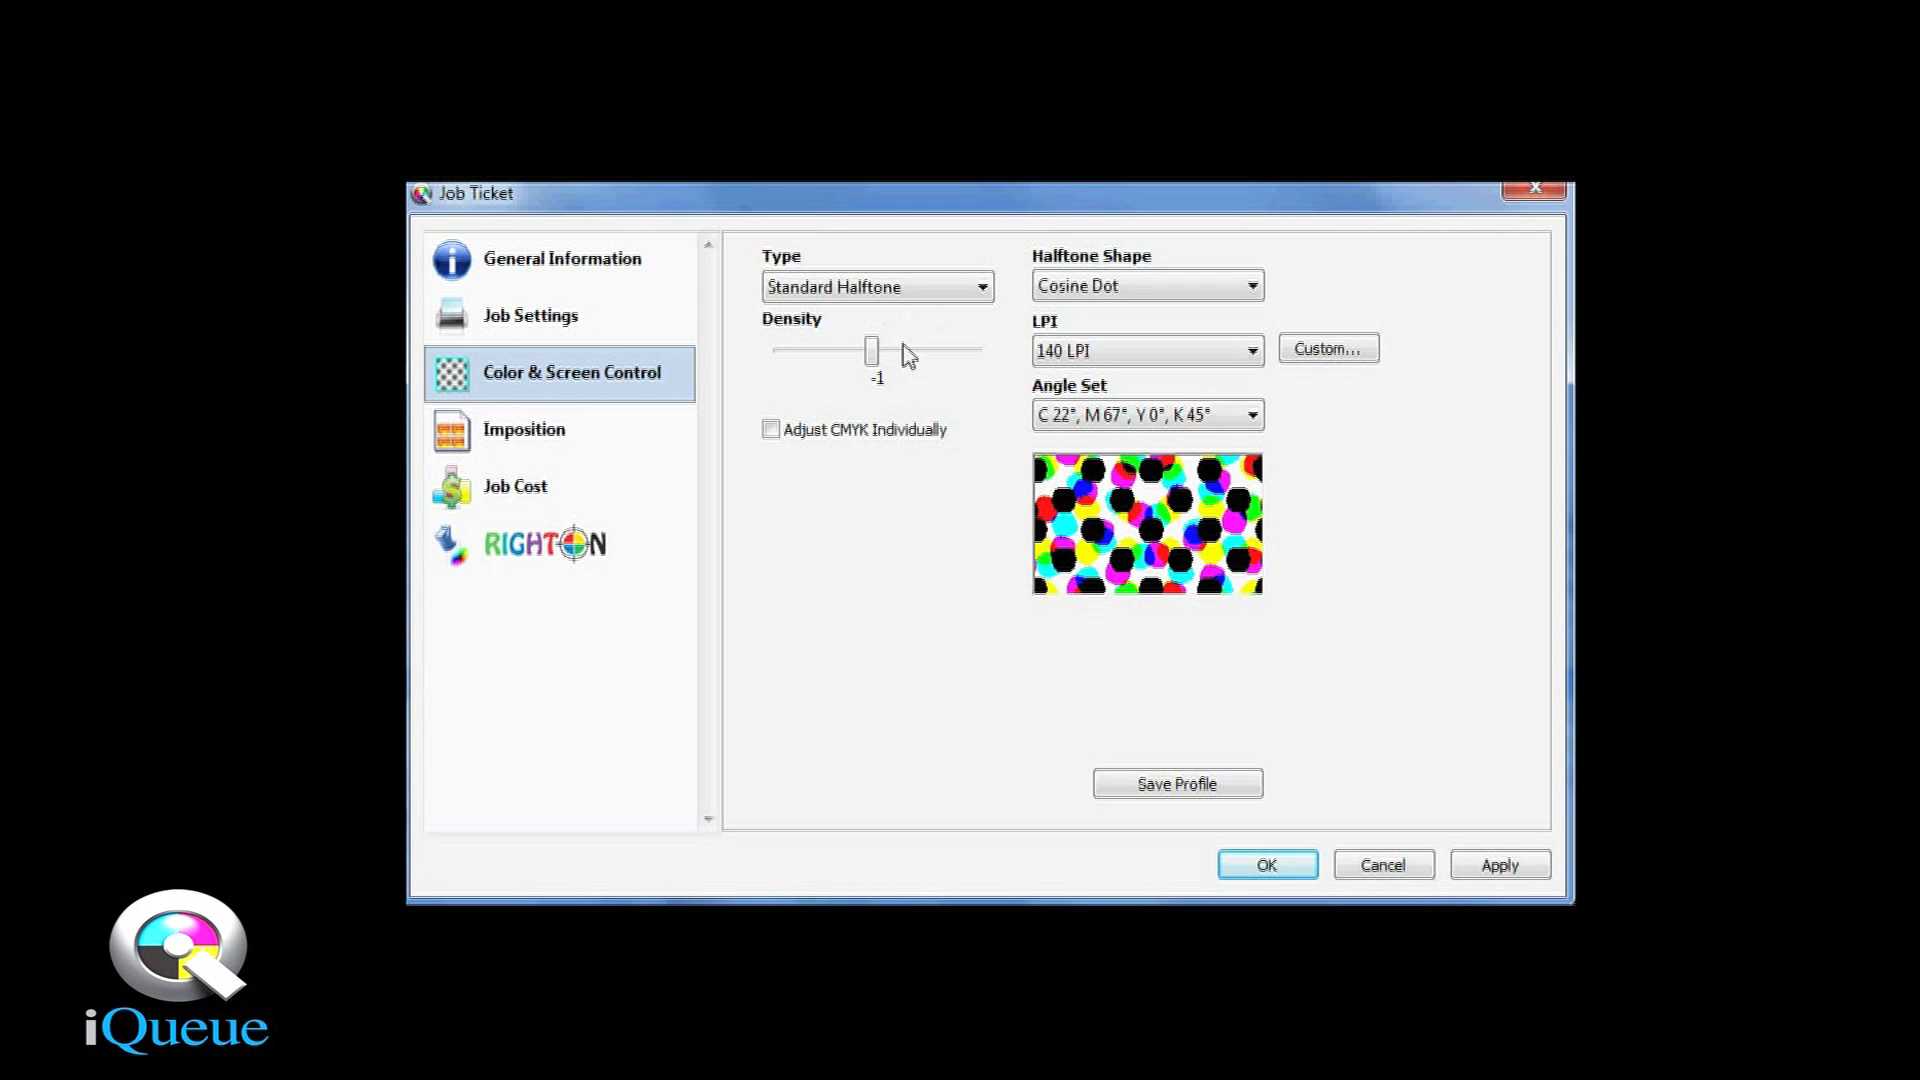 Job Ticket
General Information
Job Settings
Color & Screen Control
Imposition
Job Cost
RIGHTON
Type
Standard Halftone
Density
-1
Adjust CMYK Individually
Halftone Shape
Cosine Dot
LPI
140 LPI
Custom...
Angle Set
C 22°, M 67°, Y 0°, K 45°
Save Profile
OK
Cancel
Apply
iQueue